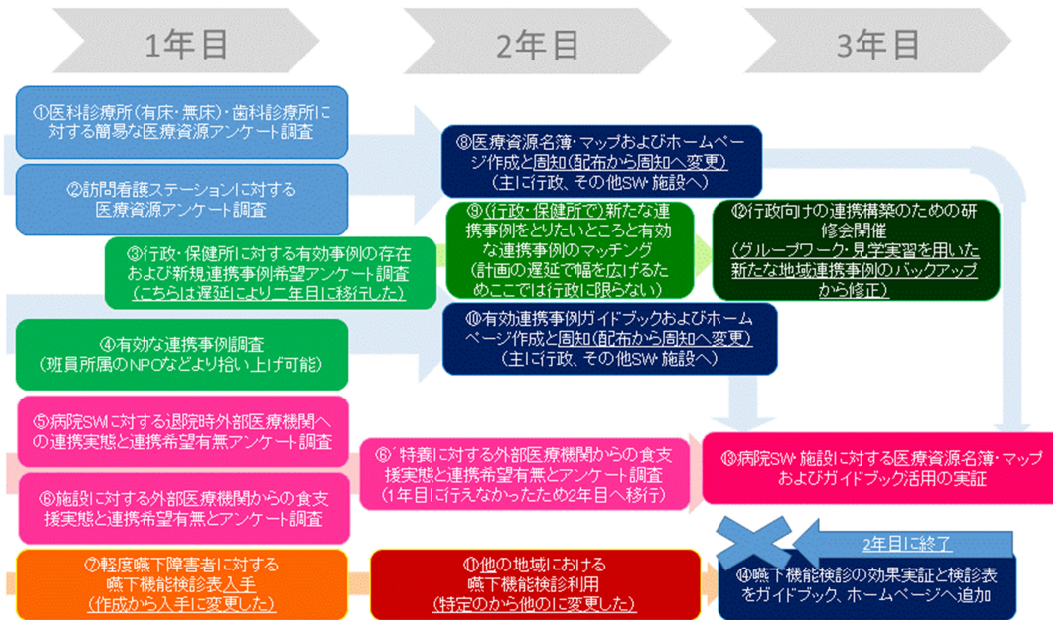 1年目
2年目
3年目
①医科診療所(有床・無床)・歯科診療所に
対する簡易な医療資源アンケート調査
②訪問看護ステーションに対する
医療資源アンケート調査
③行政・保健所に対する有効事例の存在
および新規連携事例希望アンケート調査
(こちらは遅延により二年目に移行した)
④有効な連携事例調査
(班員所属のNPOなどより拾い上げ可能)
⑤病院SWに対する退院時外部医療機関へ
の連携実態と連携希望有無アンケート調査
⑥施設に対する外部医療機関からの食支
援実態と連携希望有無とアンケート調査
⑦軽度嚥下障害者に対する
嚥下機能検診表入手
(作成から入手に変更した)
⑧医療資源名簿・マップおよびホームペー
ジ作成と周知(配布から周知へ変更)
(主に行政、その他SW・施設へ)
⑨(行政・保健所で)新たな連
携事例をとりたいところと有
効な連携事例のマッチング
(計画の遅延で幅を広げるた
めここでは行政に限らない)
⑩有効連携事例ガイドブックおよびホーム
ページ作成と周知(配布から周知へ変更)
(主に行政、その他SW・施設へ)
⑥´特養に対する外部医療機関からの食支
援実態と連携希望有無とアンケート調査
(1年目に行えなかったため2年目へ移行)
⑪他の地域における
嚥下機能検診利用
(特定のから他のに変更した)
⑫行政向けの連携構築のための研
修会開催
(グループワーク・見学実習を用いた
新たな地域連携事例のバックアップ
から修正)
⑬病院SW・施設に対する医療資源名簿・マップ
およびガイドブック活用の実証
2年目に終了
⑭嚥下機能検診の効果実証と検診表
をガイドブック、ホームページへ追加